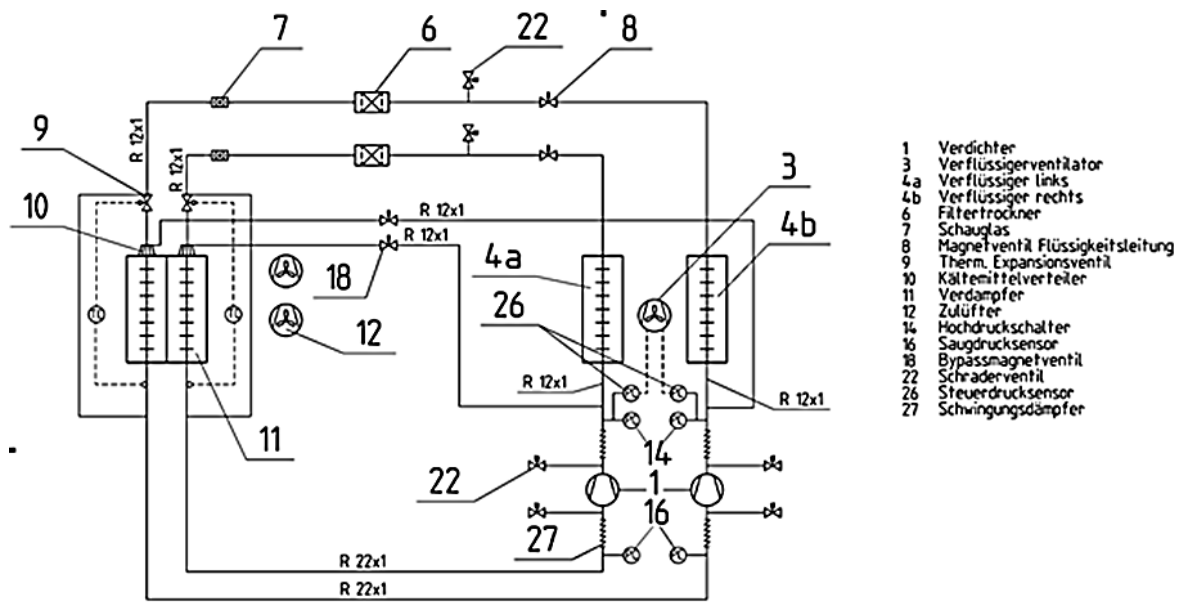 7
6
22
8
R 12x1
R 12x1
9
3
10
R 12x1
R 12x1
4b
4a
18
26
12
R 12x1
R 12x1
11
14
22
1
16
27
R 22x1
R 22x1
1 Verdichter
3 Verflüssigerventilator
4a Verflüssiger links
4b Verflüssiger rechts
6 Filtertrockner
7 Schauglas
8 Magnetventil Flüssigkeitsleitung
9 Therm. Expansionsventil
10 Kältemittelverteiler
11 Verdampfer
12 Zulüfter
14 Hochdruckschalter
16 Saugdrucksensor
18 Bypassmagnetventil
22 Schraderventil
26 Steuerdrucksensor
27 Schwingungsdämpfer